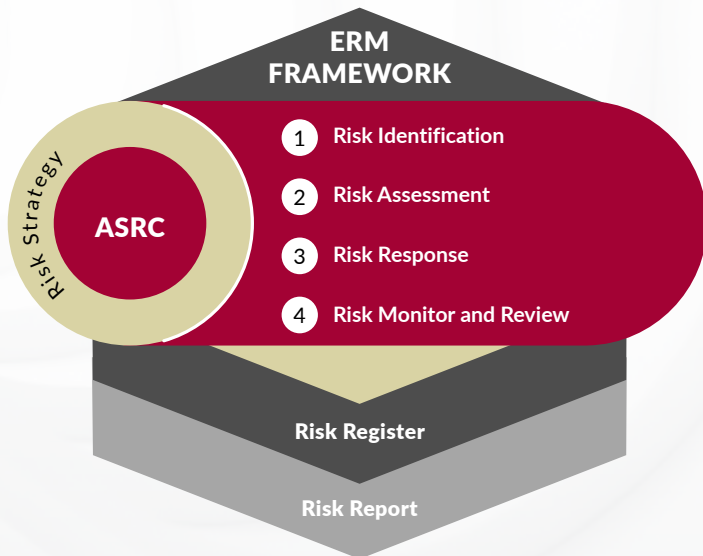 ERM
FRAMEWORK
Risk Strategy
ASRC
1 Risk Identification
2 Risk Assessment
3 Risk Response
4 Risk Monitor and Review
Risk Register
Risk Report